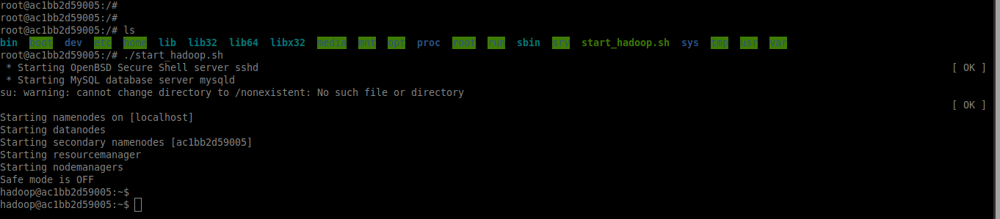 root@ac1bb2d59005:/#
root@ac1bb2d59005:/#
root@ac1bb2d59005:/# ls
bin boot dev etc home lib lib32 lib64 libx32 media mnt opt proc root run sbin srv start_hadoop.sh sys tmp usr var
root@ac1bb2d59005:/# ./start_hadoop.sh
* Starting OpenBSD Secure Shell server sshd [ OK ]
* Starting MySQL database server mysqld
su: warning: cannot change directory to /nonexistent: No such file or directory
[ OK ]
Starting namenodes on [localhost]
Starting datanodes
Starting secondary namenodes [ac1bb2d59005]
Starting resourcemanager
Starting nodemanagers
Safe mode is OFF
hadoop@ac1bb2d59005:~$
hadoop@ac1bb2d59005:~$